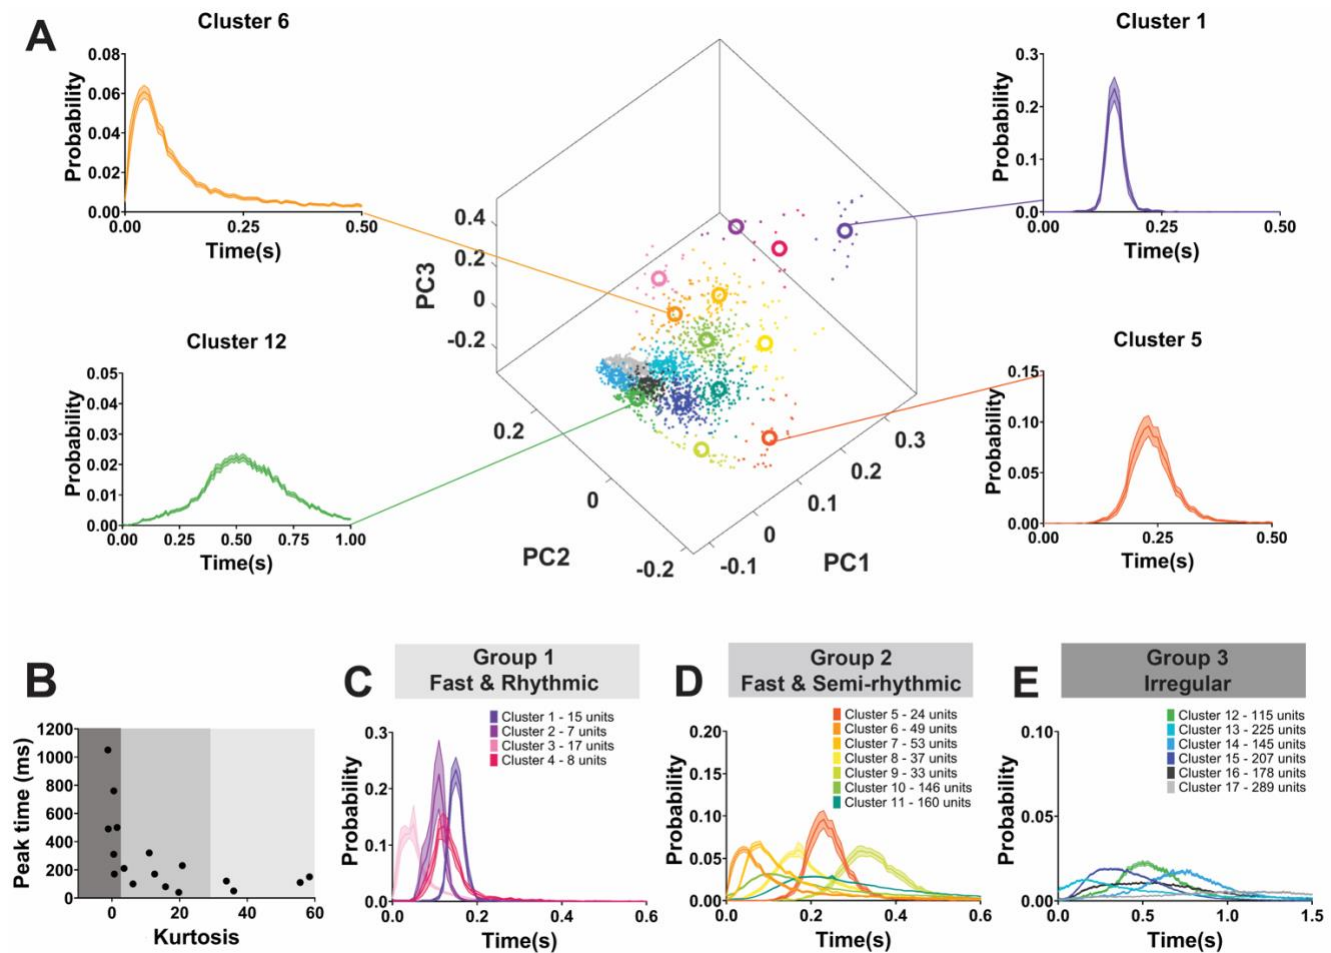 A
Cluster 6
Probability
0.08
0.06
0.04
0.02
0.00
0.00
0.25
0.50
Time(s)
Cluster 1
Probability
0.3
0.2
0.1
0.0
0.00
0.25
0.50
Time(s)
PC3
0.4
0.2
0
-0.2
0.2
0
-0.2
PC2
-0.1
0
0.1
0.2
0.3
PC1
Cluster 12
Probability
0.05
0.04
0.03
0.02
0.01
0.00
0.00
0.25
0.50
0.75
1.00
Time(s)
Cluster 5
Probability
0.15
0.10
0.05
0.00
0.00
0.25
0.50
Time(s)
B
Peak time (ms)
1200
1000
800
600
400
200
0
0
20
40
60
Kurtosis
C
Group 1
Fast & Rhythmic
Cluster 1 - 15 units
Cluster 2 - 7 units
Cluster 3 - 17 units
Cluster 4 - 8 units
Probability
0.3
0.2
0.1
0.0
0.0
0.2
0.4
0.6
Time(s)
D
Group 2
Fast & Semi-rhythmic
Cluster 5 - 24 units
Cluster 6 - 49 units
Cluster 7 - 53 units
Cluster 8 - 37 units
Cluster 9 - 33 units
Cluster 10 - 146 units
Cluster 11 - 160 units
Probability
0.20
0.15
0.10
0.05
0.00
0.0
0.2
0.4
0.6
Time(s)
E
Group 3
Irregular
Cluster 12 - 115 units
Cluster 13 - 225 units
Cluster 14 - 145 units
Cluster 15 - 207 units
Cluster 16 - 178 units
Cluster 17 - 289 units
Probability
0.10
0.05
0.00
0.0
0.5
1.0
1.5
Time(s)